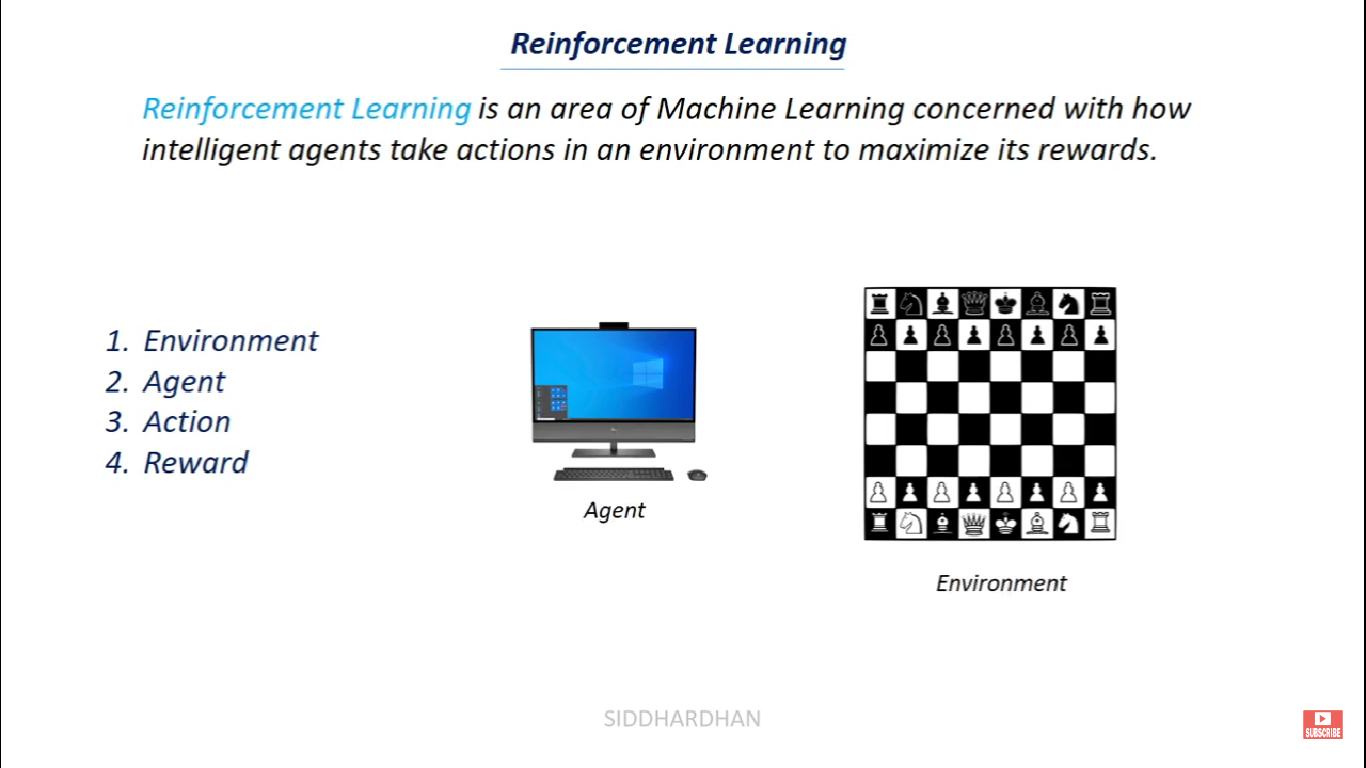 Reinforcement Learning
Reinforcement Learning is an area of Machine Learning concerned with how
intelligent agents take actions in an environment to maximize its rewards.
1. Environment
2. Agent
3. Action
4. Reward
Agent
Environment
SIDDHARDHAN
SUBSCRIBE